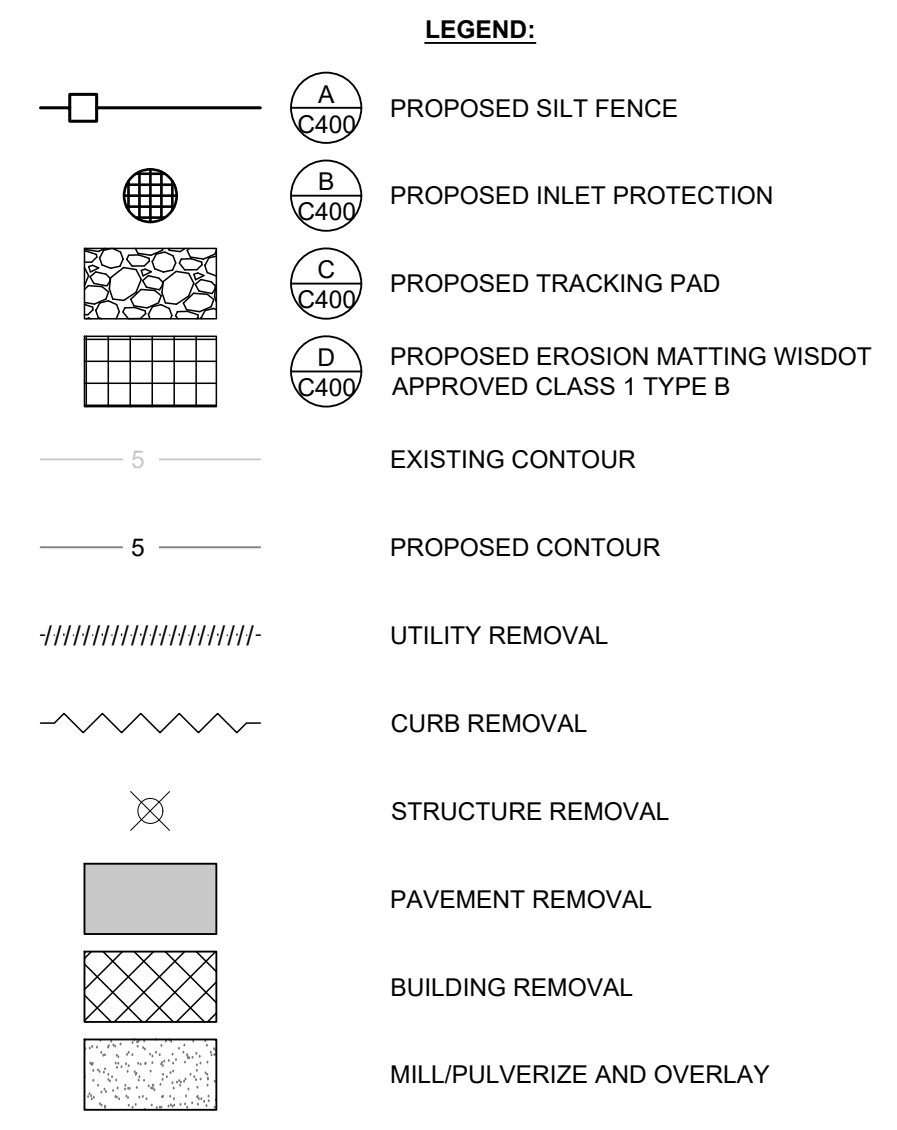 LEGEND:
A
C400
PROPOSED SILT FENCE
B
C400
PROPOSED INLET PROTECTION
C
C400
PROPOSED TRACKING PAD
D
C400
PROPOSED EROSION MATTING WISDOT
APPROVED CLASS 1 TYPE B
5
EXISTING CONTOUR
5
PROPOSED CONTOUR
UTILITY REMOVAL
CURB REMOVAL
STRUCTURE REMOVAL
PAVEMENT REMOVAL
BUILDING REMOVAL
MILL/PULVERIZE AND OVERLAY